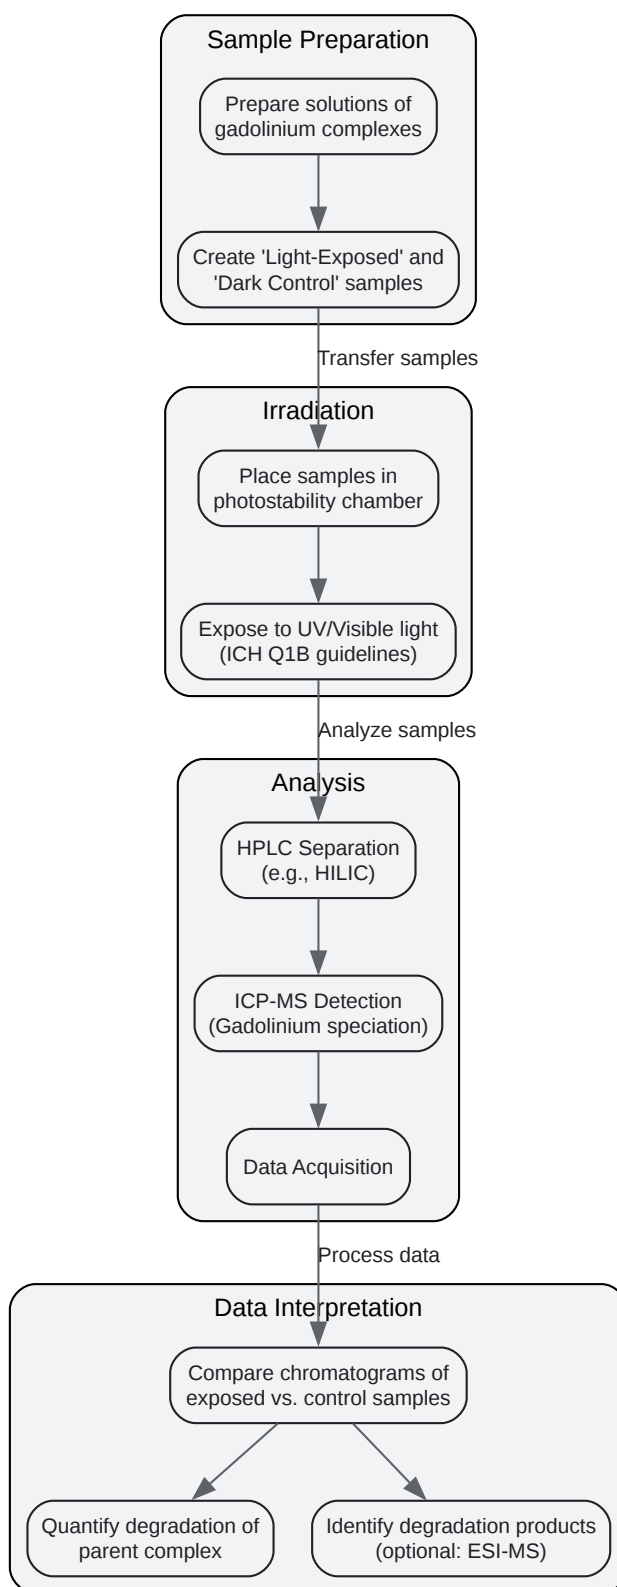 Sample Preparation
Prepare solutions of
gadolinium complexes
Create 'Light-Exposed' and
'Dark Control' samples
Transfer samples
Irradiation
Place samples in
photostability chamber
Expose to UV/Visible light
(ICH Q1B guidelines)
Analyze samples
Analysis
HPLC Separation
(e.g., HILIC)
ICP-MS Detection
(Gadolinium speciation)
Data Acquisition
Process data
Data Interpretation
Compare chromatograms of
exposed vs. control samples
Quantify degradation of
parent complex
Identify degradation products
(optional: ESI-MS)